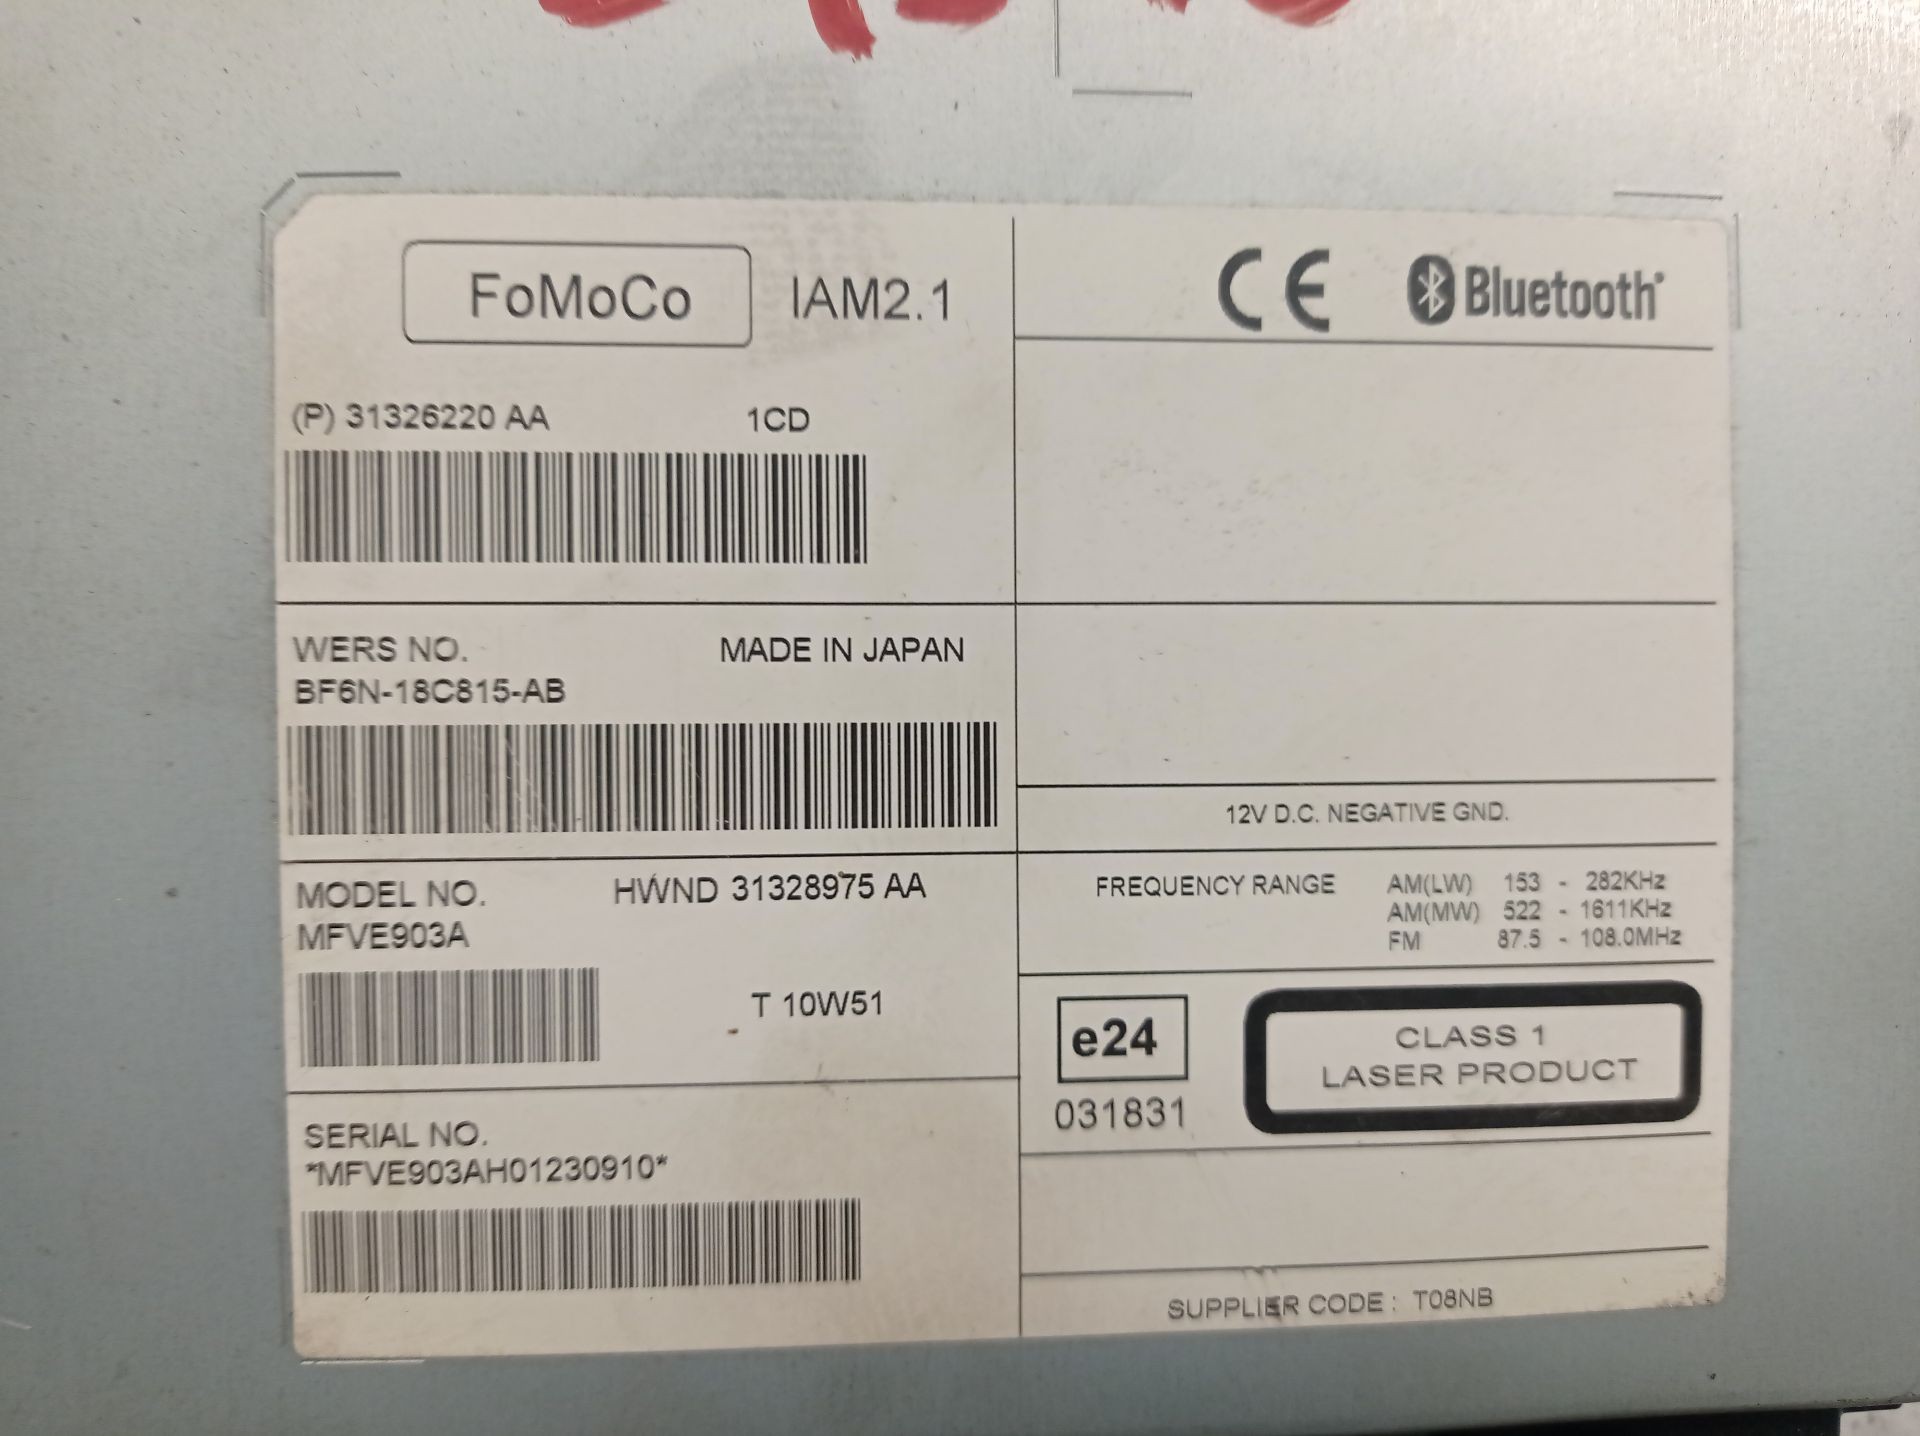 FoMoCo IAM2.1
(P) 31326220 AA 1CD
WERS NO. MADE IN JAPAN
BF6N-18C815-AB
MODEL NO. HWND 31328975 AA
MFVE903A
T 10W51
SERIAL NO.
*MFVE903AH01230910*
CE Bluetooth
12V D.C. NEGATIVE GND.
FREQUENCY RANGE AM(LW) 153 - 282KHz
AM(MW) 522 - 1611KHz
FM 87.5 - 108.0MHz
e24
031831
CLASS 1
LASER PRODUCT
SUPPLIER CODE : T08NB